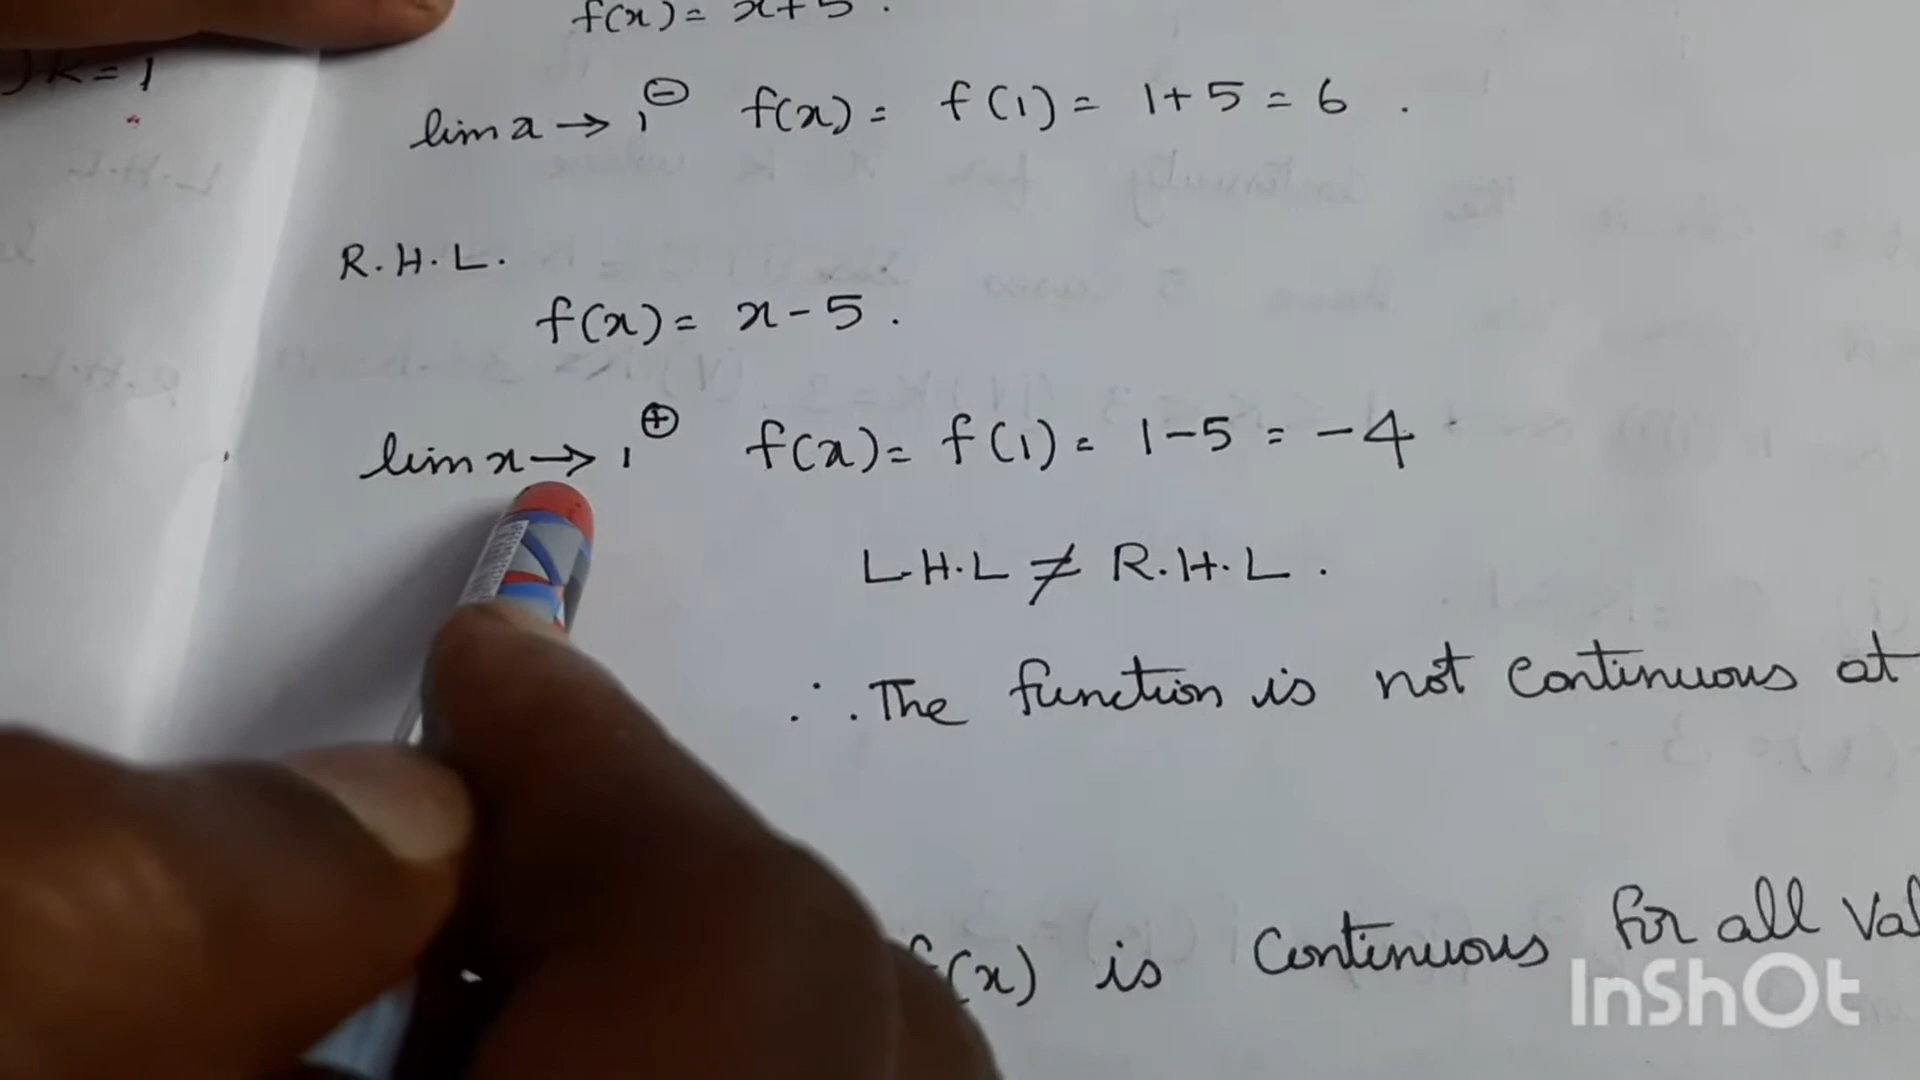 f(x) = x+5.
) k = 1
lim x → 1⊖ f(x) = f(1) = 1+5 = 6.
R.H.L.
f(x) = x - 5.
lim x → 1⊕ f(x) = f(1) = 1-5 = -4
L.H.L ≠ R.H.L.
∴ The function is not continuous at
f(x) is continuous for all val
InShOt